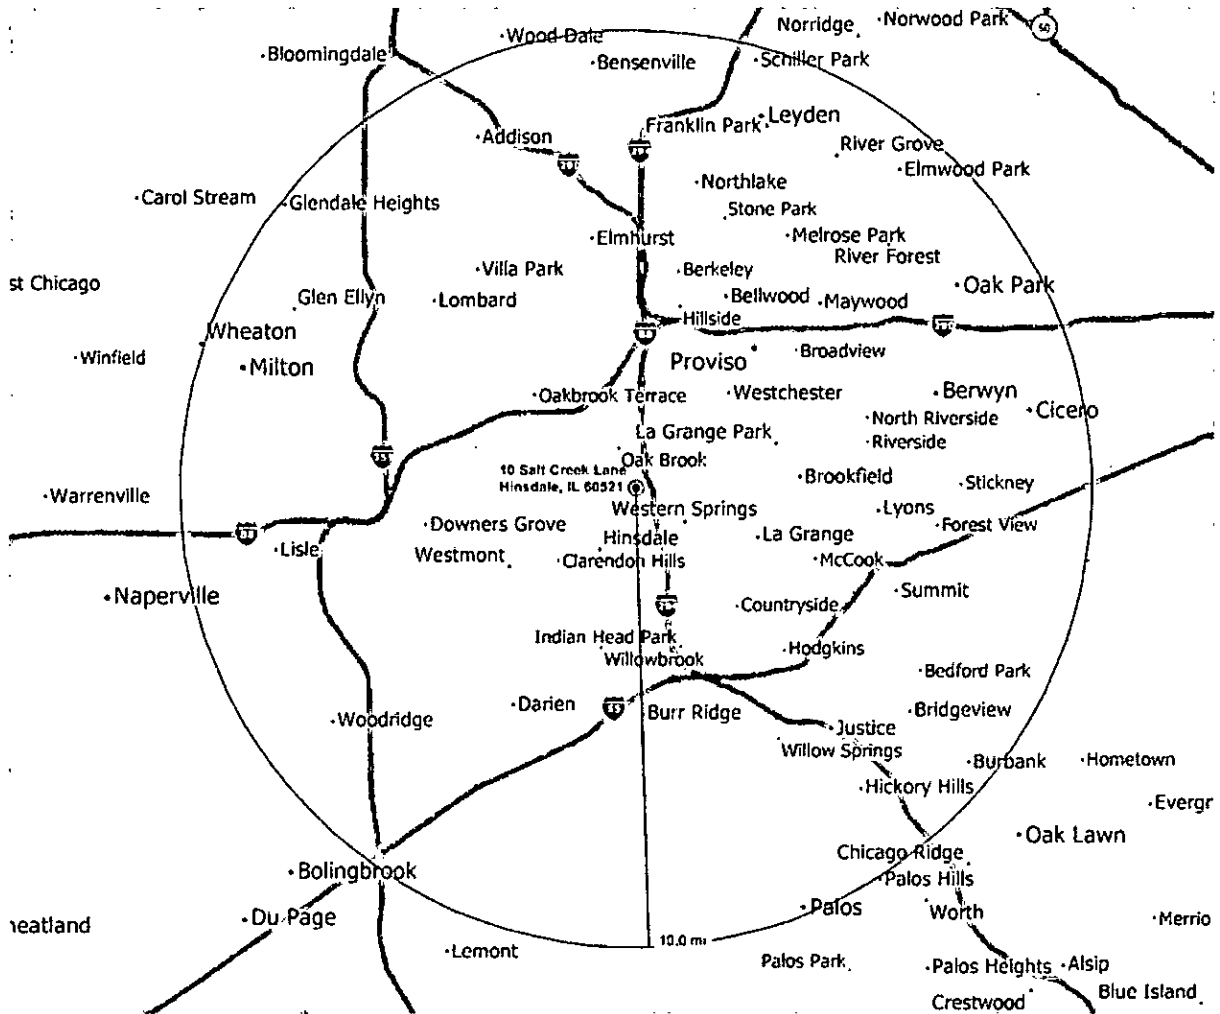 Norridge
Norwood Park
50
Wood Dale
Bloomingdale
Bensenville
Schiller Park
Leyden
Franklin Park
Addison
River Grove
Elmwood Park
Northlake
Carol Stream
Glendale Heights
Stone Park
Elmhurst
Melrose Park
River Forest
Villa Park
Berkeley
st Chicago
Oak Park
Glen Ellyn
Lombard
Bellwood
Maywood
Hillside
Wheaton
Winfield
Milton
Proviso
Broadview
Oakbrook Terrace
Westchester
Berwyn
Cicero
North Riverside
La Grange Park
Riverside
Oak Brook
10 Salt Creek Lane
Hinsdale, IL 60521
Brookfield
Stickney
Warrenville
Western Springs
Lyons
Downers Grove
Forest View
Hinsdale
La Grange
Lisle
Westmont
Clarendon Hills
McCook
Naperville
Summit
Countryside
Indian Head Park
Willowbrook
Hodgkins
Bedford Park
Darien
Burr Ridge
Bridgeview
Woodridge
Justice
Willow Springs
Burbank
Hometown
Hickory Hills
Evergr
Oak Lawn
Chicago Ridge
Bolingbrook
Palos Hills
Palos
Worth
Du Page
Merrio
heatland
10.0 mi
Lemont
Palos Park
Palos Heights
Alsip
Crestwood
Blue Island